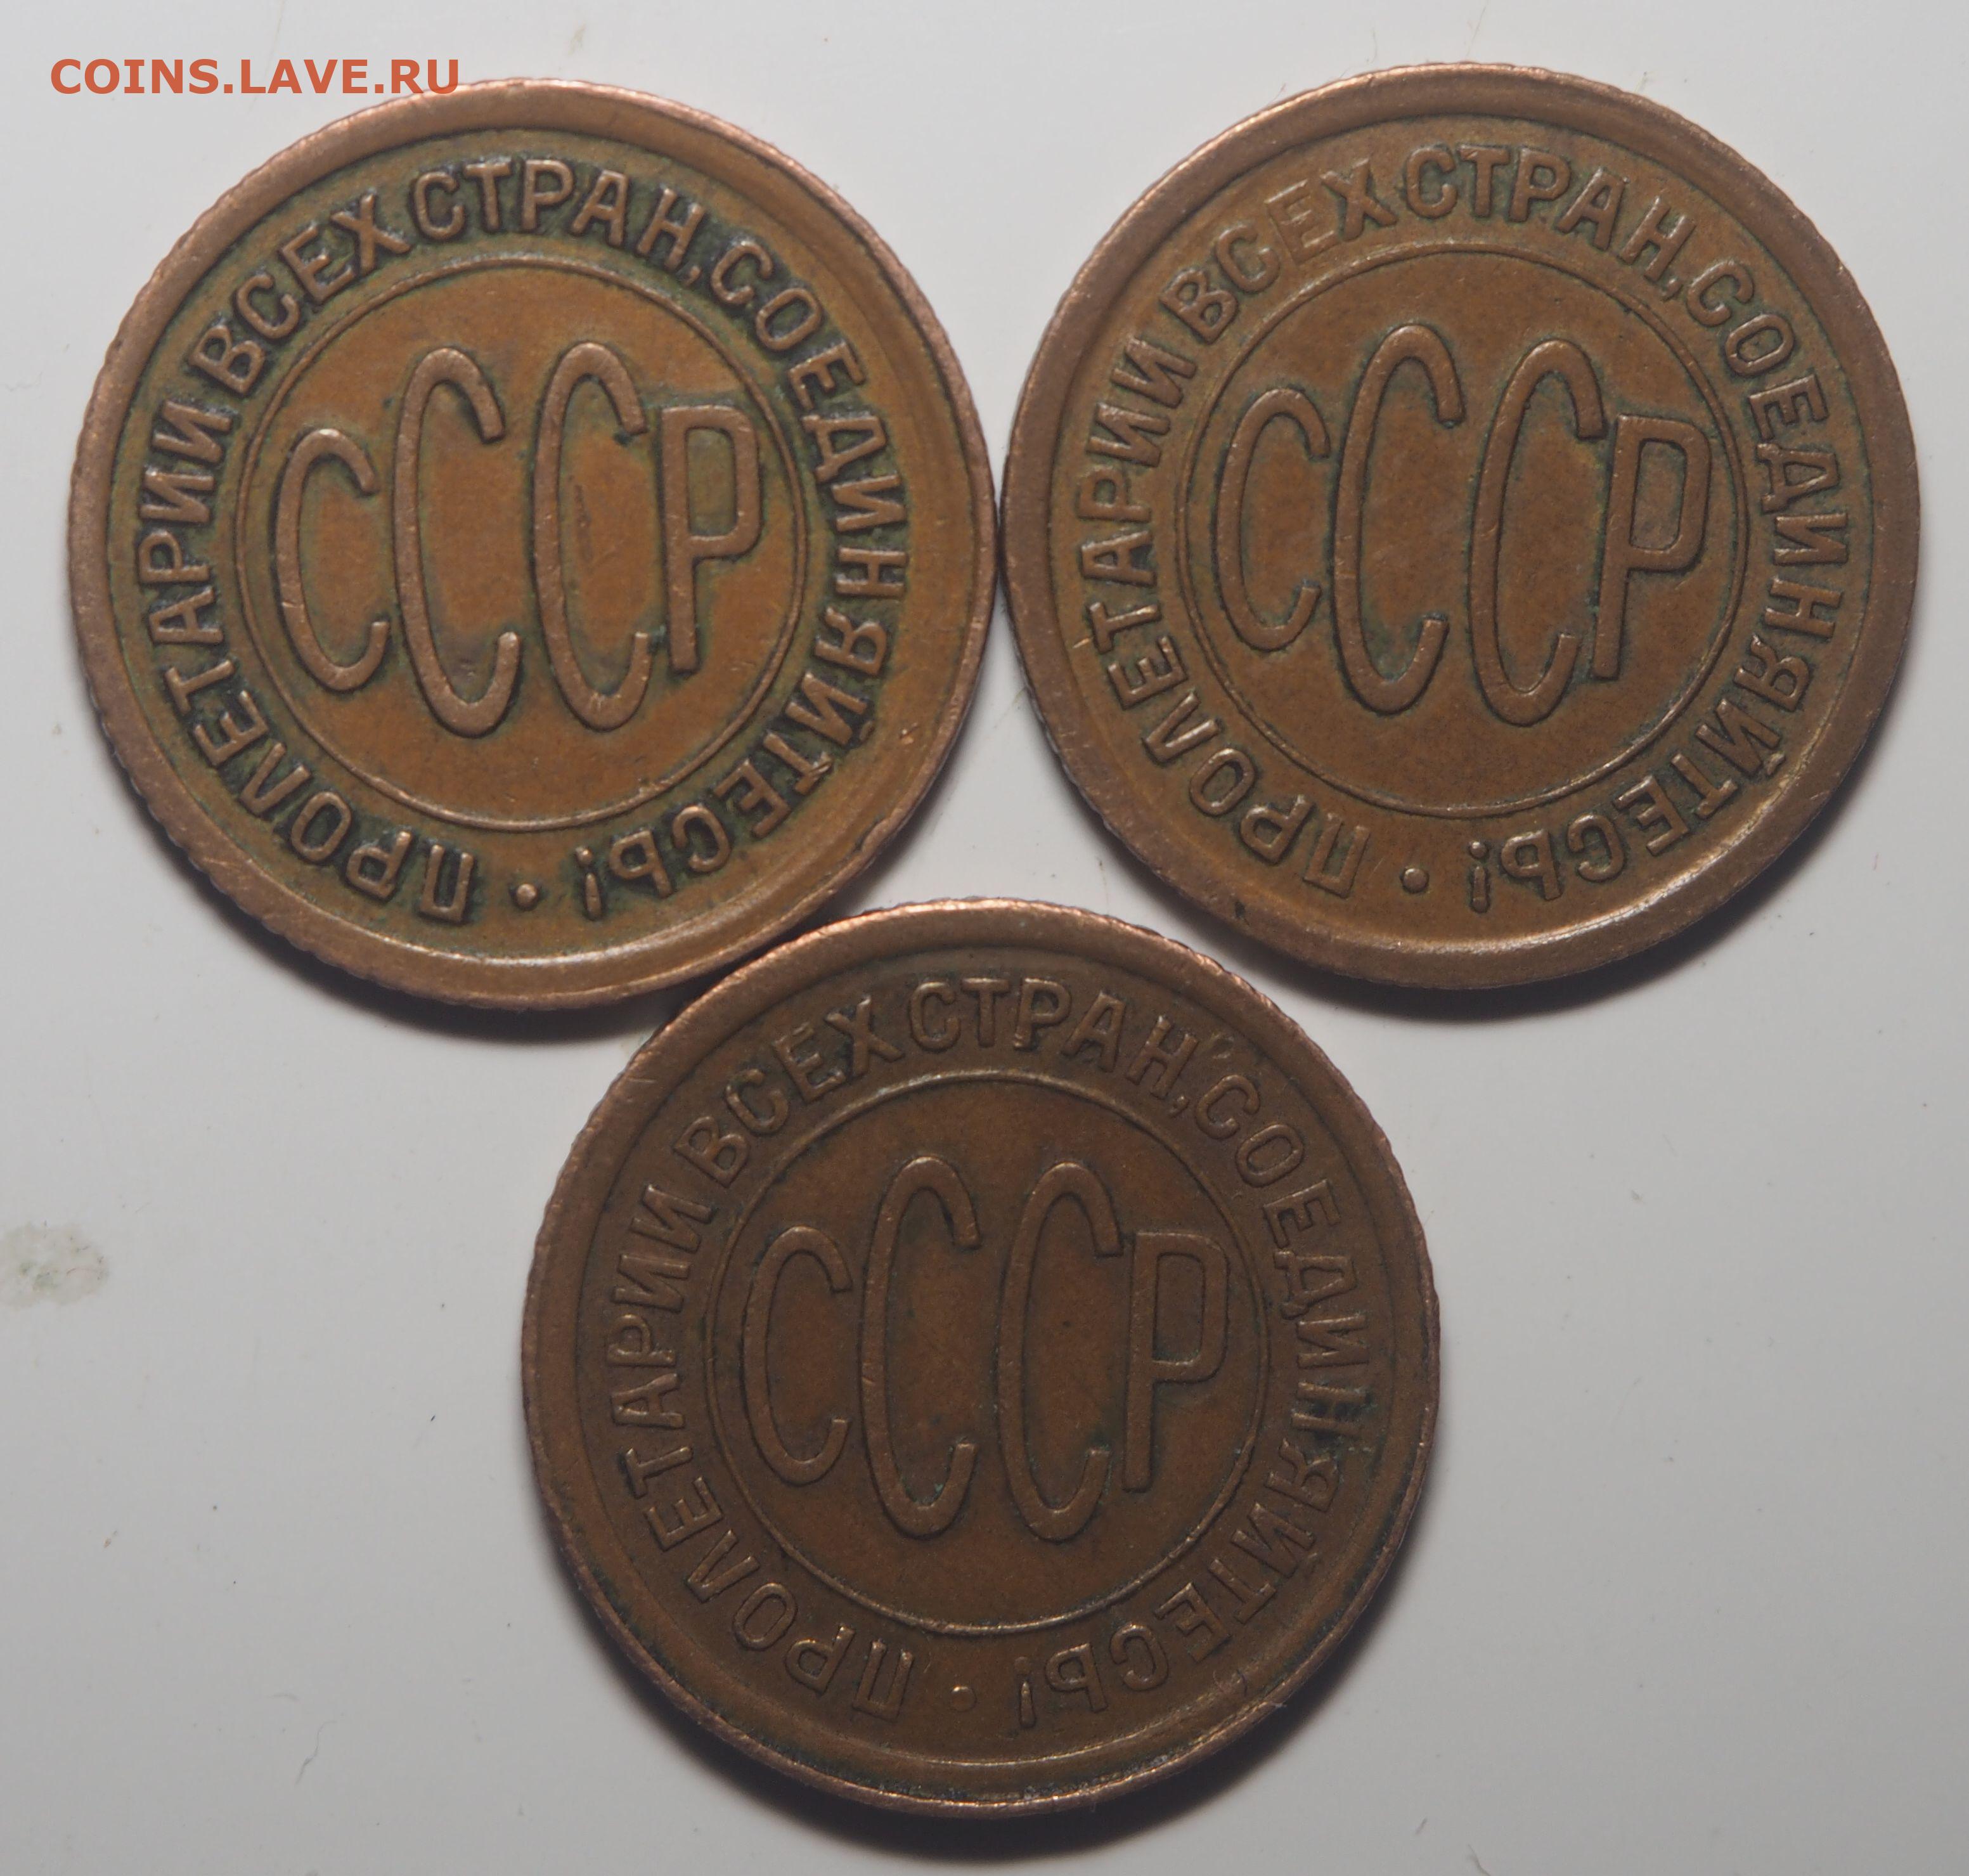 COINS.LAVE.RU
ПРОЛЕТАРИИ ВСЕХ СТРАН, СОЕДИНЯЙТЕСЬ!
СССР
ПРОЛЕТАРИИ ВСЕХ СТРАН, СОЕДИНЯЙТЕСЬ!
СССР
ПРОЛЕТАРИИ ВСЕХ СТРАН, СОЕДИНЯЙТЕСЬ!
СССР